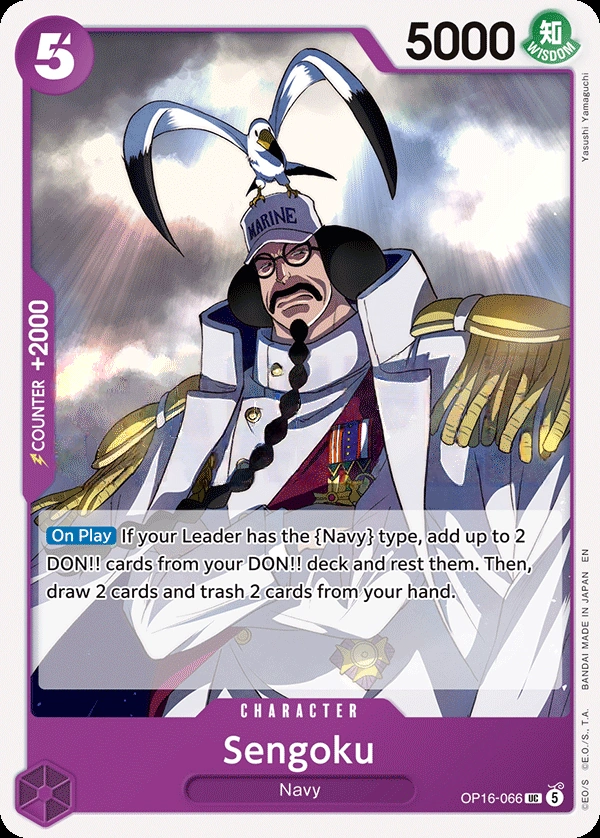 5
5000
知
WISDOM
Yasushi Yamaguchi
MARINE
COUNTER +2000
On Play If your Leader has the {Navy} type, add up to 2
DON!! cards from your DON!! deck and rest them. Then,
draw 2 cards and trash 2 cards from your hand.
©EO/S ©E.O./S., T.A. BANDAI MADE IN JAPAN EN
CHARACTER
Sengoku
Navy
OP16-066 UC 5